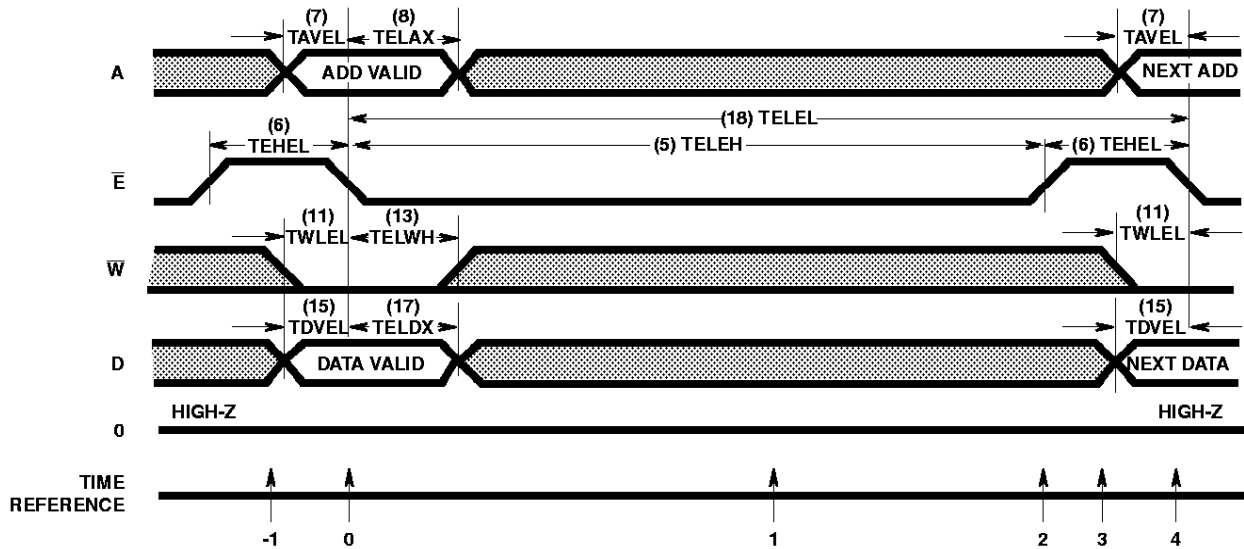 (7) (8) (7)
TAVEL TELAX TAVEL
A ADD VALID NEXT ADD
(18) TELEL
(6)
TEHEL (5) TELEH (6) TEHEL
E
(11) (13) (11)
TWLEL TELWH TWLEL
W
(15) (17) (15)
TDVEL TELDX TDVEL
D DATA VALID NEXT DATA
HIGH-Z HIGH-Z
0
TIME
REFERENCE
-1 0 1 2 3 4